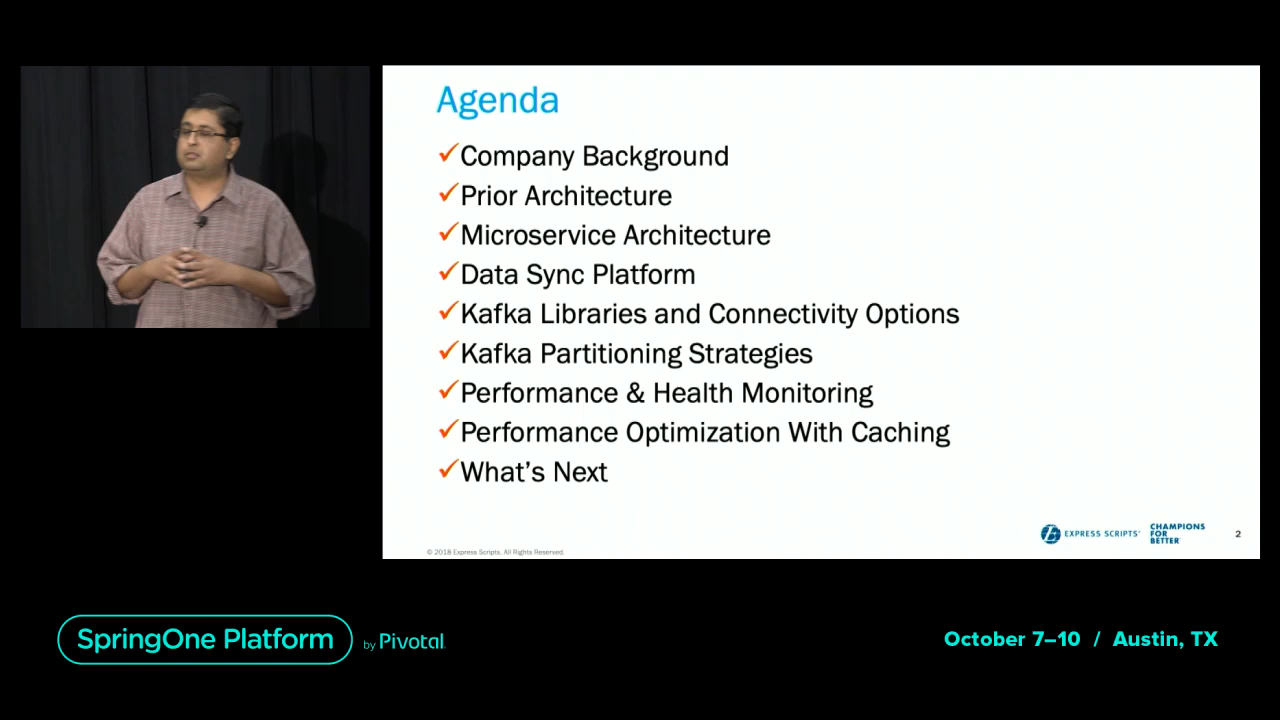 Agenda
✓Company Background
✓Prior Architecture
✓Microservice Architecture
✓Data Sync Platform
✓Kafka Libraries and Connectivity Options
✓Kafka Partitioning Strategies
✓Performance & Health Monitoring
✓Performance Optimization With Caching
✓What's Next
© 2018 Express Scripts. All Rights Reserved.
EXPRESS SCRIPTS®
CHAMPIONS
FOR
BETTER
2
SpringOne Platform
by Pivotal
October 7–10 / Austin, TX